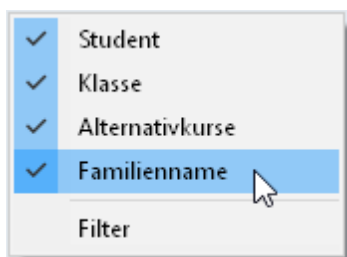 Student
Klasse
Alternativkurse
Familienname
Filter